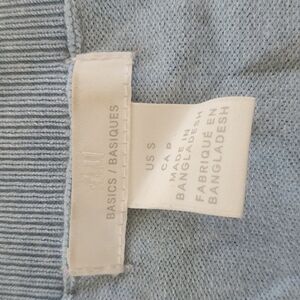 BASICS / BASIQUES
US S
CA P
MADE IN
BANGLADESH
FABRIQUÉ EN
BANGLADESH